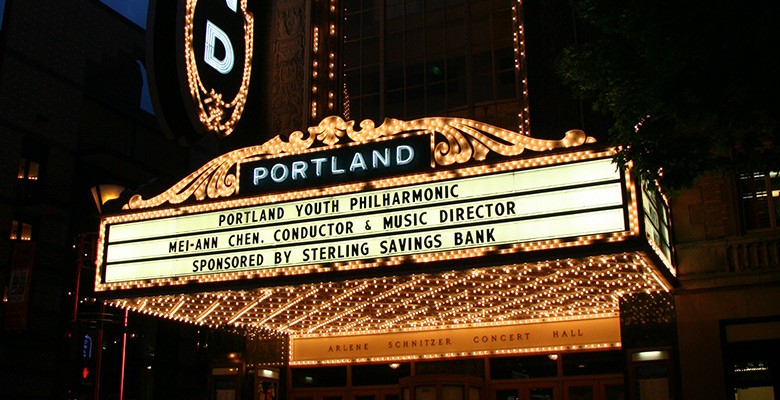 D
PORTLAND
PORTLAND YOUTH PHILHARMONIC
MEI-ANN CHEN, CONDUCTOR & MUSIC DIRECTOR
SPONSORED BY STERLING SAVINGS BANK
ARLENE SCHNITZER CONCERT HALL